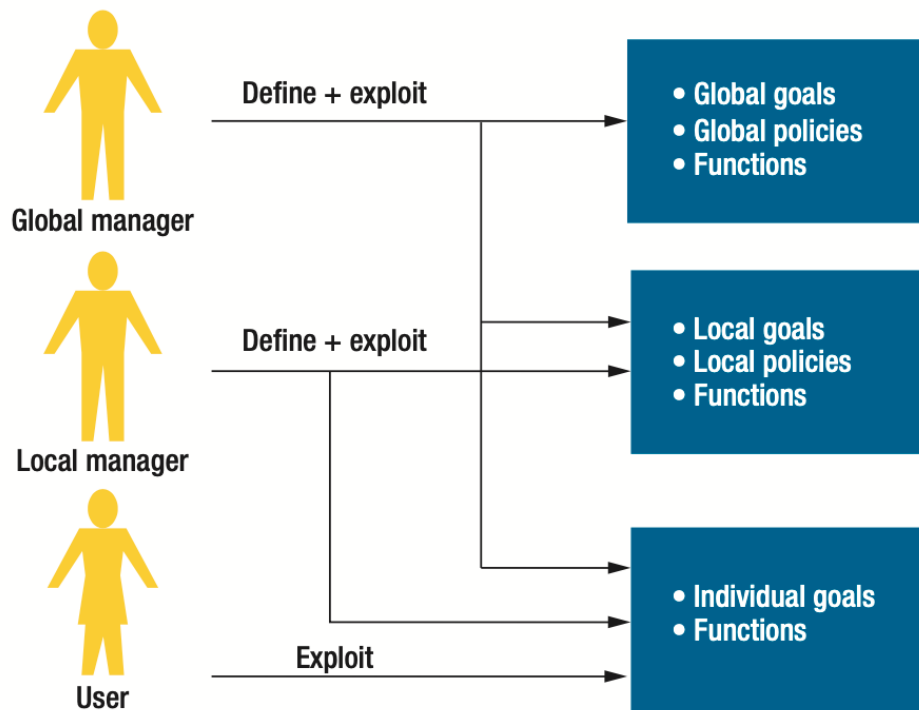 Define + exploit
• Global goals
• Global policies
• Functions
Global manager
Define + exploit
• Local goals
• Local policies
• Functions
Local manager
• Individual goals
• Functions
Exploit
User